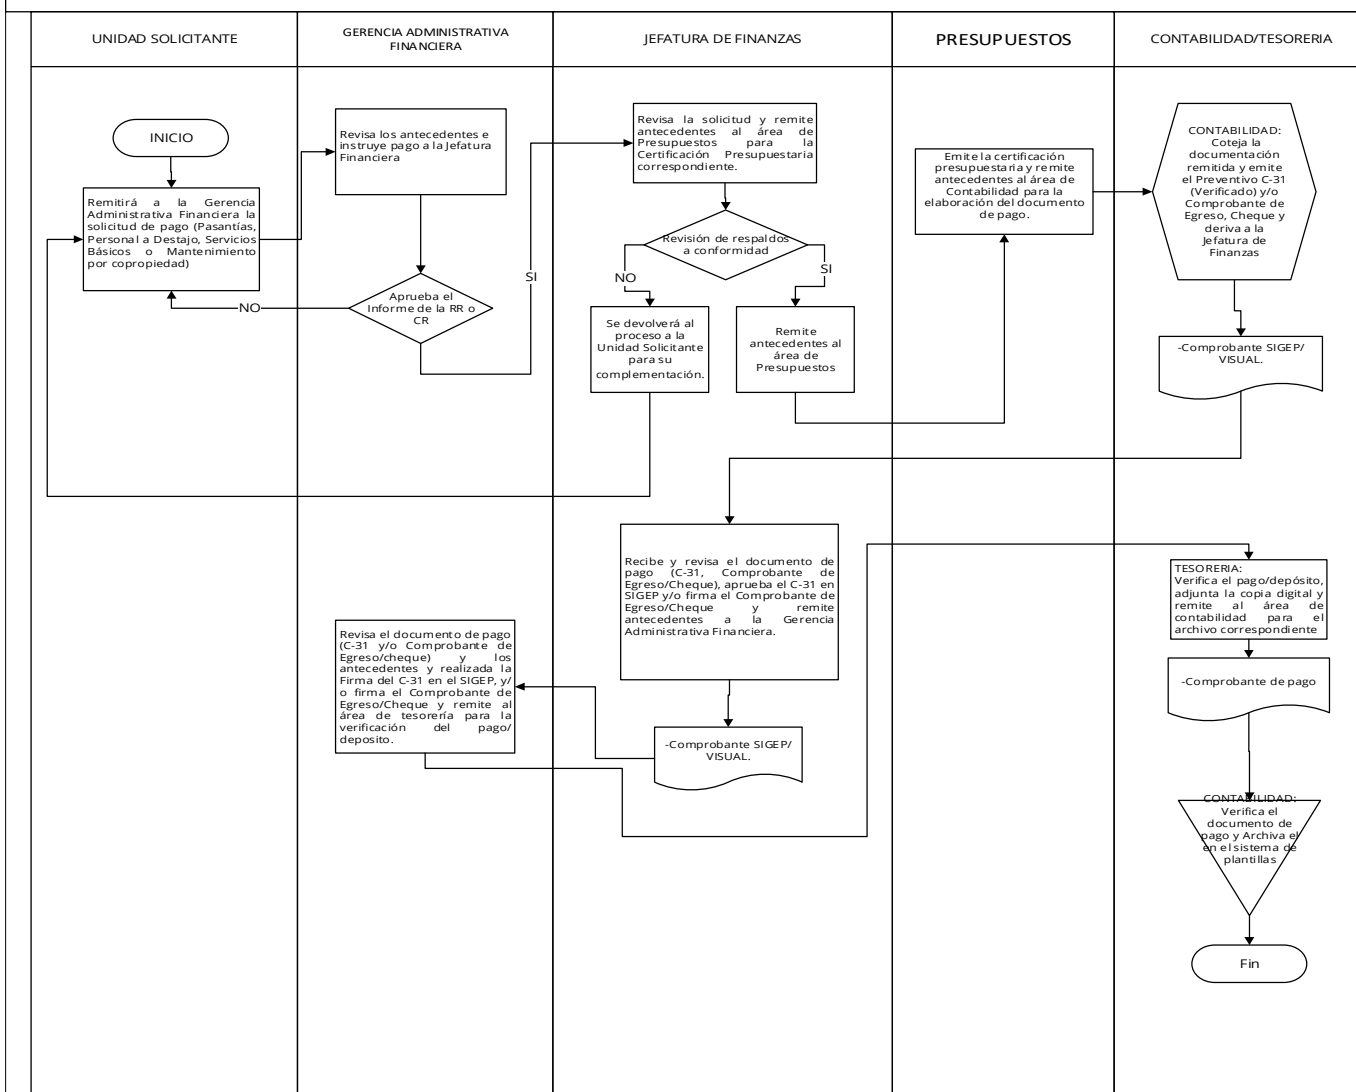 UNIDAD SOLICITANTE
GERENCIA ADMINISTRATIVA
FINANCIERA
JEFATURA DE FINANZAS
PRESUPUESTOS
CONTABILIDAD/TESORERIA
INICIO
Remitirá a la Gerencia
Administrativa Financiera la
solicitud de pago (Pasantías,
Personal a Destajo, Servicios
Básicos o Mantenimiento
por copropiedad)
NO
Revisa los antecedentes e
instruye pago a la Jefatura
Financiera
Aprueba el
Informe de la RR o
CR
SI
Revisa la solicitud y remite
antecedentes al área de
Presupuestos para la
Certificación Presupuestaria
correspondiente.
Revisión de respaldos
a conformidad
NO
SI
Se devolverá al
proceso a la
Unidad Solicitante
para su
complementación.
Remite
antecedentes al
área de
Presupuestos
Emite la certificación
presupuestaria y remite
antecedentes al área de
Contabilidad para la
elaboración del documento
de pago.
CONTABILIDAD:
Coteja la
documentación
remitida y emite
el Preventivo C-31
(Verificado) y/o
Comprobante de
Egreso, Cheque y
deriva a la
Jefatura de
Finanzas
-Comprobante SIGEP/
VISUAL.
Recibe y revisa el documento de
pago (C-31, Comprobante de
Egreso/Cheque), aprueba el C-31 en
SIGEP y/o firma el Comprobante de
Egreso/Cheque y remite
antecedentes a la Gerencia
Administrativa Financiera.
-Comprobante SIGEP/
VISUAL.
Revisa el documento de pago
(C-31 y/o Comprobante de
Egreso/cheque) y los
antecedentes y realizada la
Firma del C-31 en el SIGEP, y/
o firma el Comprobante de
Egreso/Cheque y remite al
área de tesorería para la
verificación del pago/
deposito.
TESORERIA:
Verifica el pago/depósito,
adjunta la copia digital y
remite al área de
contabilidad para el
archivo correspondiente
-Comprobante de pago
CONTABILIDAD:
Verifica el
documento de
pago y Archiva el
en el sistema de
plantillas
Fin